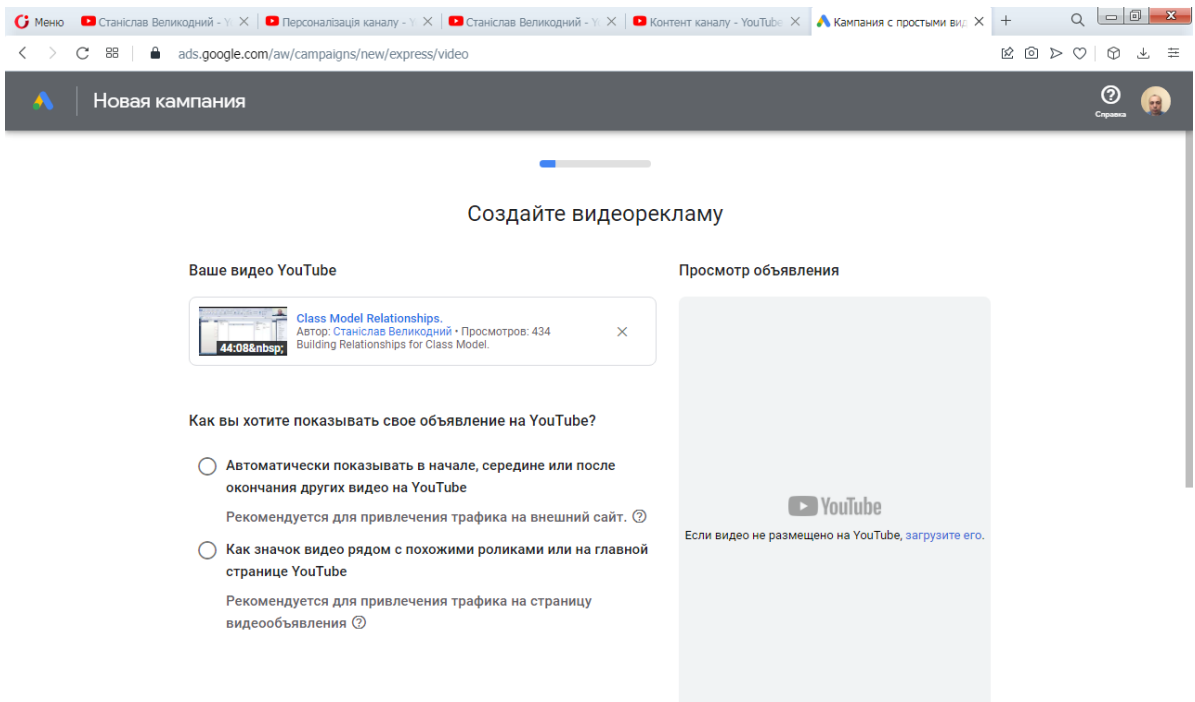 Меню
Станіслав Великодний - Y
Персоналізація каналу - Y
Станіслав Великодний - Y
Контент каналу - YouTube
Кампания с простыми вид
ads.google.com/aw/campaigns/new/express/video
Новая кампания
Справка
Создайте видеорекламу
Ваше видео YouTube
Class Model Relationships.
Автор: Станіслав Великодний • Просмотров: 434
Building Relationships for Class Model.
44:08&nbsp;
Как вы хотите показывать свое объявление на YouTube?
Автоматически показывать в начале, середине или после
окончания других видео на YouTube
Рекомендуется для привлечения трафика на внешний сайт.
Как значок видео рядом с похожими роликами или на главной
странице YouTube
Рекомендуется для привлечения трафика на страницу
видеообъявления
Просмотр объявления
YouTube
Если видео не размещено на YouTube, загрузите его.